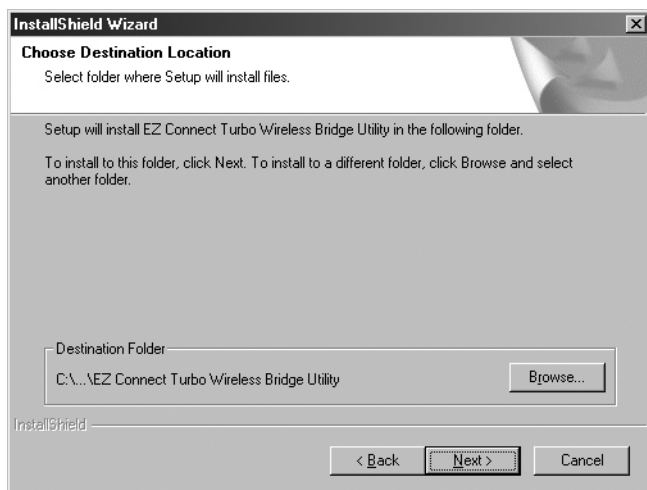 InstallShield Wizard
Choose Destination Location
Select folder where Setup will install files.
Setup will install EZ Connect Turbo Wireless Bridge Utility in the following folder.
To install to this folder, click Next. To install to a different folder, click Browse and select
another folder.
Destination Folder
C:\...\EZ Connect Turbo Wireless Bridge Utility
Browse...
InstallShield
< Back
Next >
Cancel